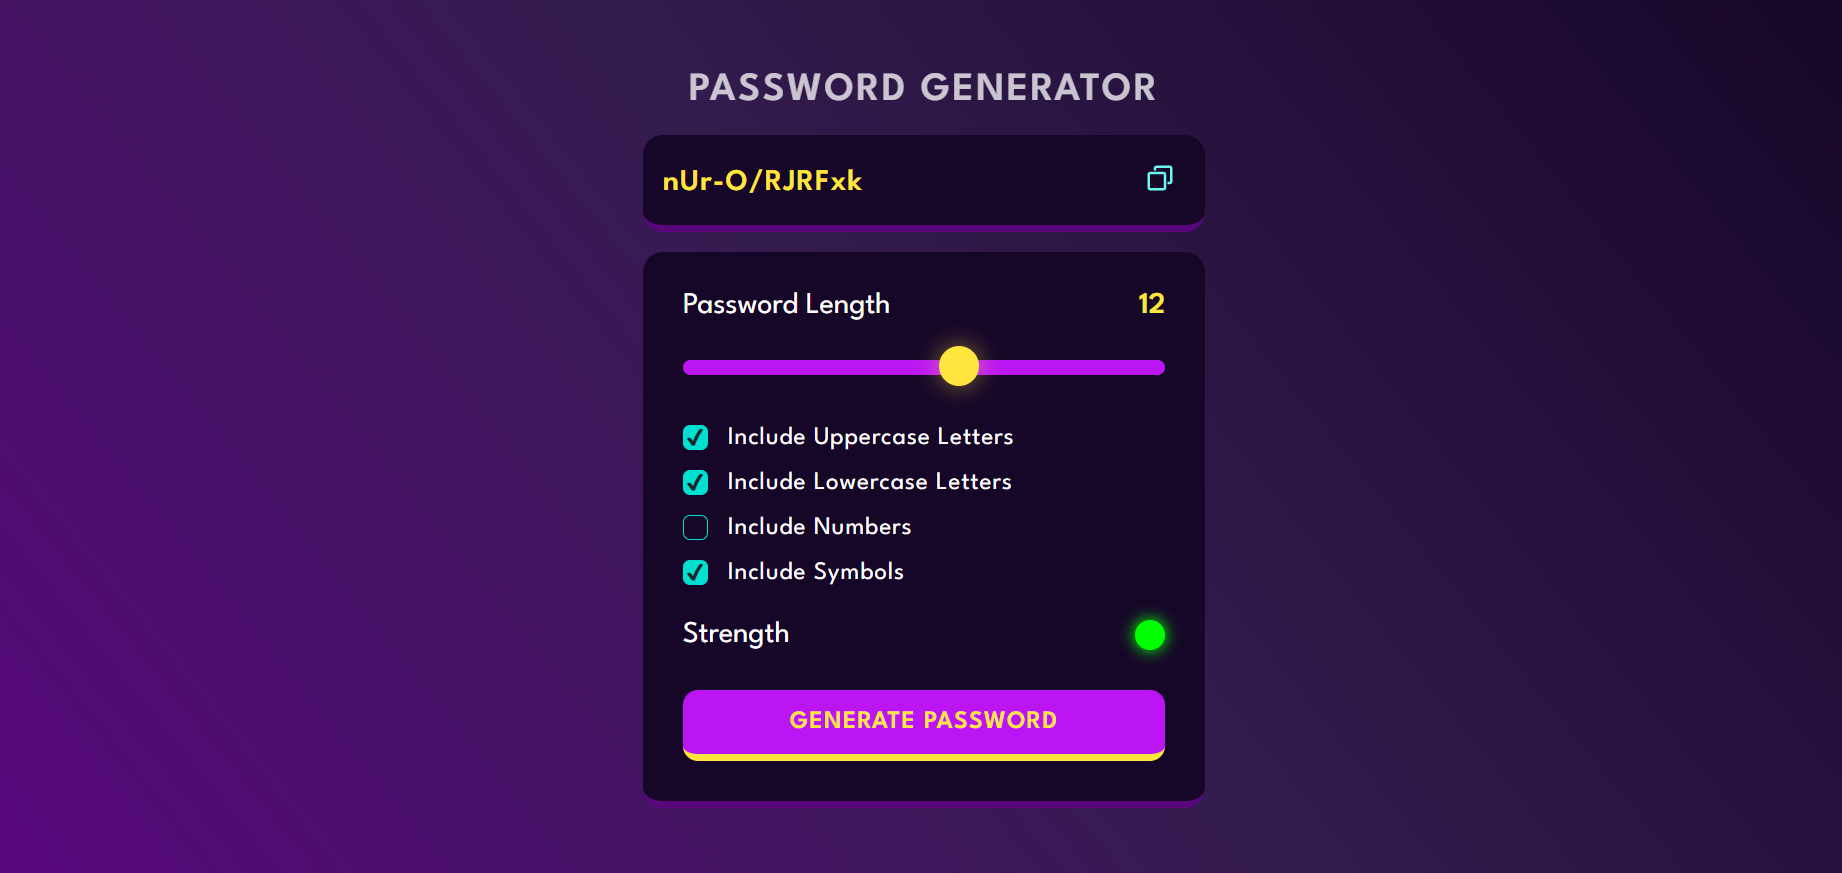 PASSWORD GENERATOR
nUr-O/RJRFxk
Password Length 12
Include Uppercase Letters
Include Lowercase Letters
Include Numbers
Include Symbols
Strength
GENERATE PASSWORD